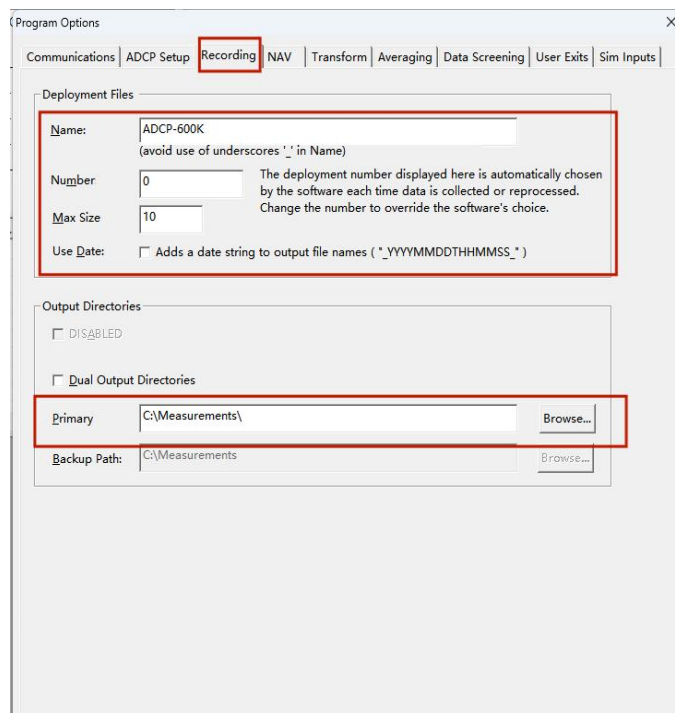 Program Options
Communications ADCP Setup Recording NAV Transform Averaging Data Screening User Exits Sim Inputs
Deployment Files
Name: ADCP-600K
(avoid use of underscores '_' in Name)
Number 0 The deployment number displayed here is automatically chosen
by the software each time data is collected or reprocessed.
Max Size 10 Change the number to override the software's choice.
Use Date: Adds a date string to output file names ( "_YYYYMMDDTHHMMSS_" )
Output Directories
DISABLED
Dual Output Directories
Primary C:\Measurements\ Browse...
Backup Path: C:\Measurements Browse...